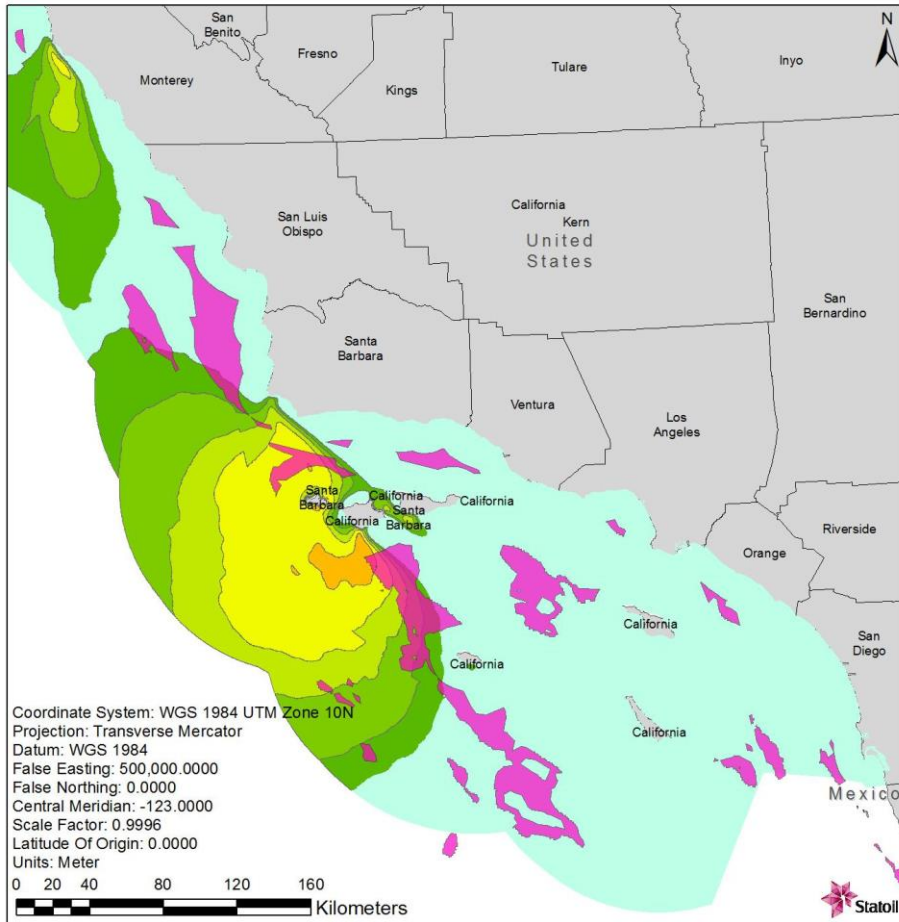 San
Benito
Fresno
Monterey
Kings
Tulare
Inyo
N
San Luis
Obispo
California
Kern
United
States
San
Bernardino
Santa
Barbara
Ventura
Los
Angeles
Santa
Barbara
California
California
Santa
Barbara
California
Riverside
Orange
California
San
Diego
California
California
Mexico
Coordinate System: WGS 1984 UTM Zone 10N
Projection: Transverse Mercator
Datum: WGS 1984
False Easting: 500,000.0000
False Northing: 0.0000
Central Meridian: -123.0000
Scale Factor: 0.9996
Latitude Of Origin: 0.0000
Units: Meter
0 20 40 80 120 160
Kilometers
Statoil